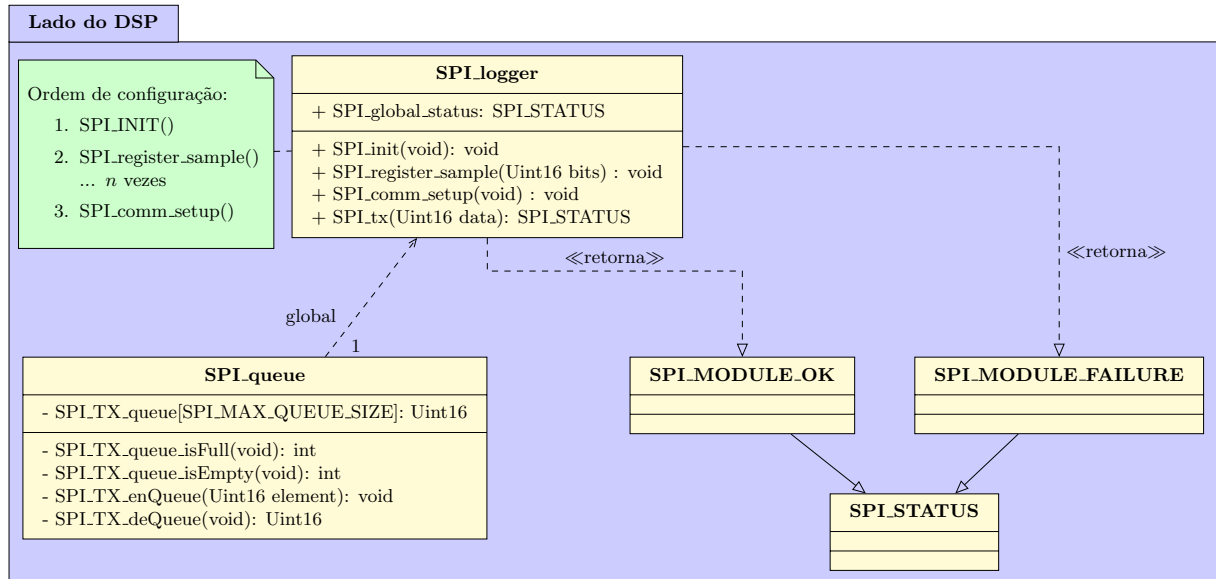 Lado do DSP
Ordem de configuração:
1. SPI_INIT()
2. SPI_register_sample()
... n vezes
3. SPI_comm_setup()
SPI_logger
+ SPI_global_status: SPI_STATUS
+ SPI_init(void): void
+ SPI_register_sample(Uint16 bits) : void
+ SPI_comm_setup(void) : void
+ SPI_tx(Uint16 data): SPI_STATUS
≪retorna≫
≪retorna≫
global
1
SPI_queue
- SPI_TX_queue[SPI_MAX_QUEUE_SIZE]: Uint16
- SPI_TX_queue_isFull(void): int
- SPI_TX_queue_isEmpty(void): int
- SPI_TX_enQueue(Uint16 element): void
- SPI_TX_deQueue(void): Uint16
SPI_MODULE_OK
SPI_MODULE_FAILURE
SPI_STATUS